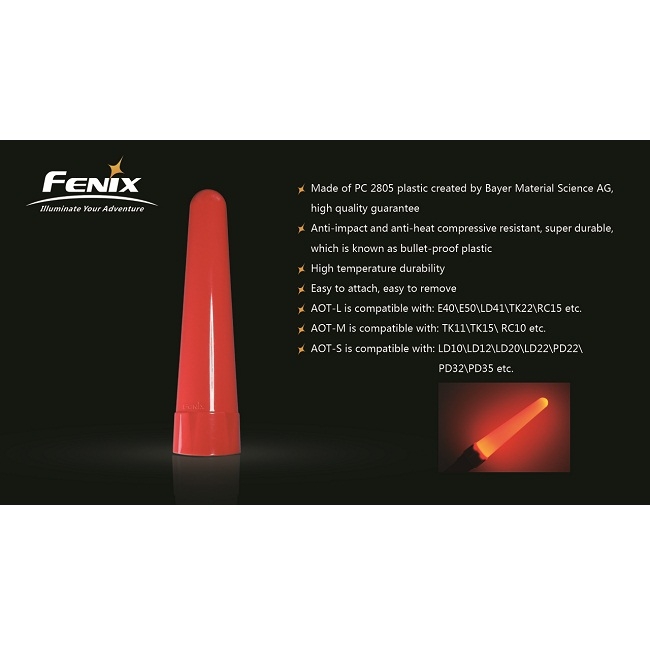 FENIX
Illuminate Your Adventure
Made of PC 2805 plastic created by Bayer Material Science AG,
high quality guarantee
Anti-impact and anti-heat compressive resistant, super durable,
which is known as bullet-proof plastic
High temperature durability
Easy to attach, easy to remove
AOT-L is compatible with: E40\E50\LD41\TK22\RC15 etc.
AOT-M is compatible with: TK11\TK15\ RC10 etc.
AOT-S is compatible with: LD10\LD12\LD20\LD22\PD22\
PD32\PD35 etc.